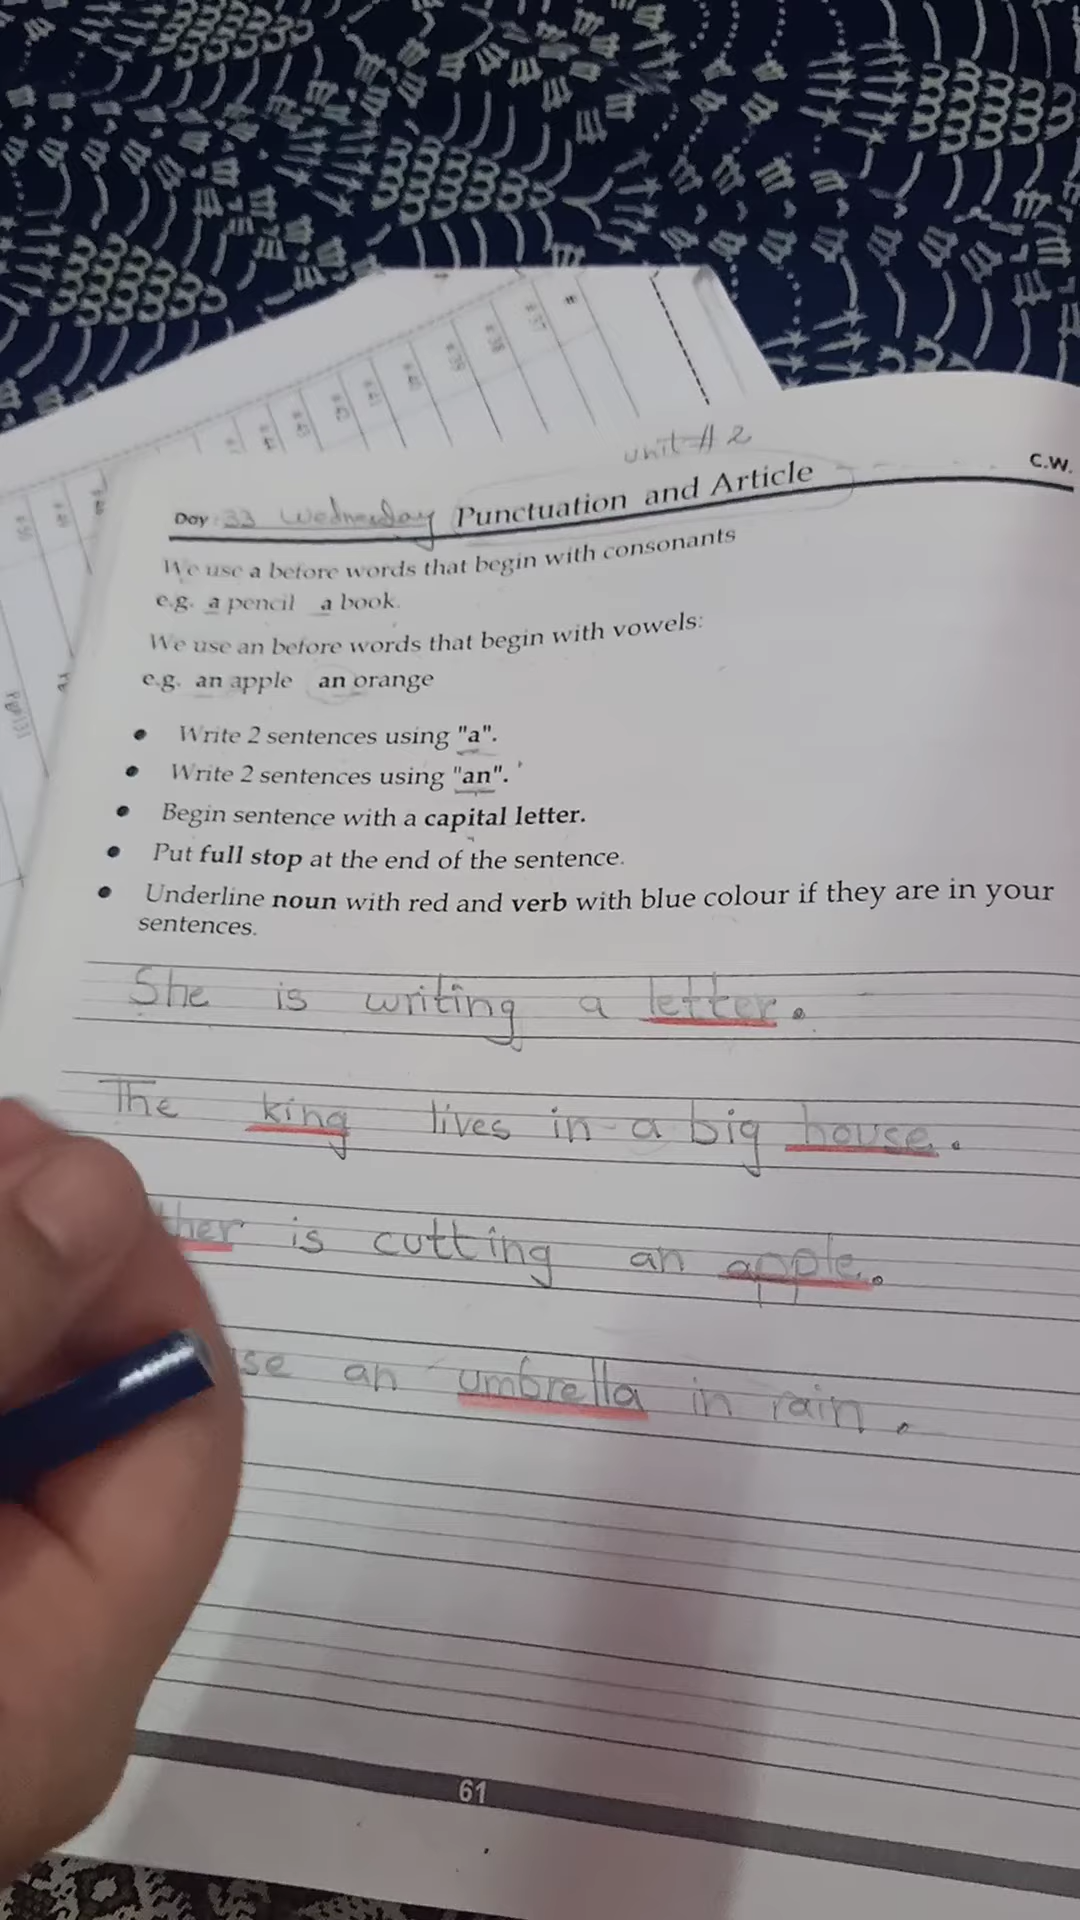 unit # 2
C.W.
Day: 33 Wednesday Punctuation and Article
We use a before words that begin with consonants
e.g. a pencil a book.
We use an before words that begin with vowels:
e.g. an apple an orange
• Write 2 sentences using "a".
• Write 2 sentences using "an".
• Begin sentence with a capital letter.
• Put full stop at the end of the sentence.
• Underline noun with red and verb with blue colour if they are in your
sentences.
She is writing a letter.
The king lives in a big house.
ther is cutting an apple.
se an umbrella in rain.
61